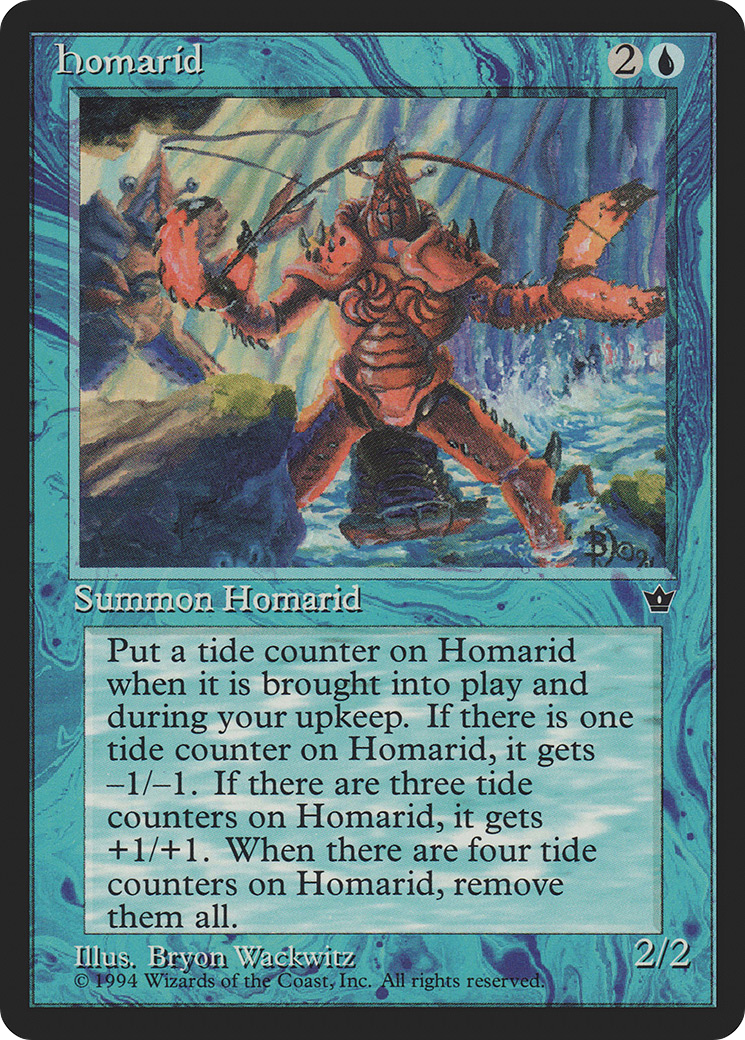 Homarid 2
Summon Homarid
Put a tide counter on Homarid
when it is brought into play and
during your upkeep. If there is one
tide counter on Homarid, it gets
–1/–1. If there are three tide
counters on Homarid, it gets
+1/+1. When there are four tide
counters on Homarid, remove
them all.
Illus. Bryon Wackwitz 2/2
© 1994 Wizards of the Coast, Inc. All rights reserved.